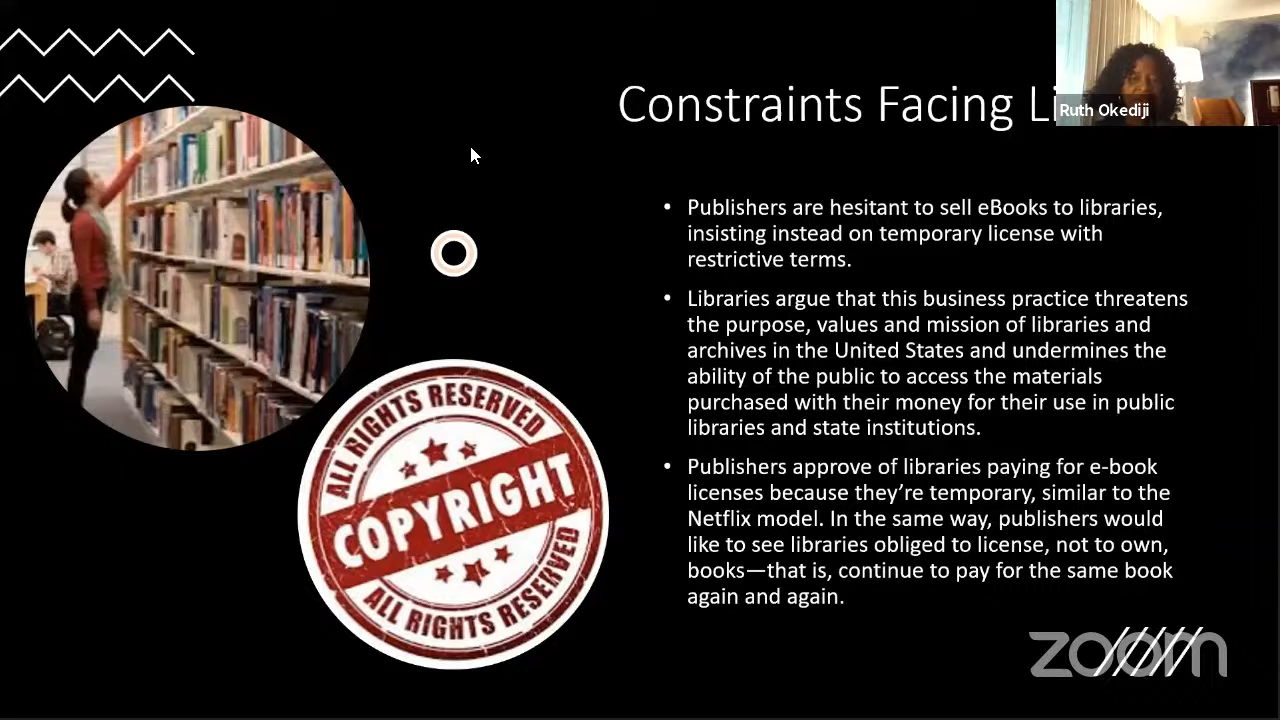 Constraints Facing Li
Ruth Okediji
• Publishers are hesitant to sell eBooks to libraries,
insisting instead on temporary license with
restrictive terms.
• Libraries argue that this business practice threatens
the purpose, values and mission of libraries and
archives in the United States and undermines the
ability of the public to access the materials
purchased with their money for their use in public
libraries and state institutions.
• Publishers approve of libraries paying for e-book
licenses because they’re temporary, similar to the
Netflix model. In the same way, publishers would
like to see libraries obliged to license, not to own,
books—that is, continue to pay for the same book
again and again.
ALL RIGHTS RESERVED
COPYRIGHT
ALL RIGHTS RESERVED
zoom